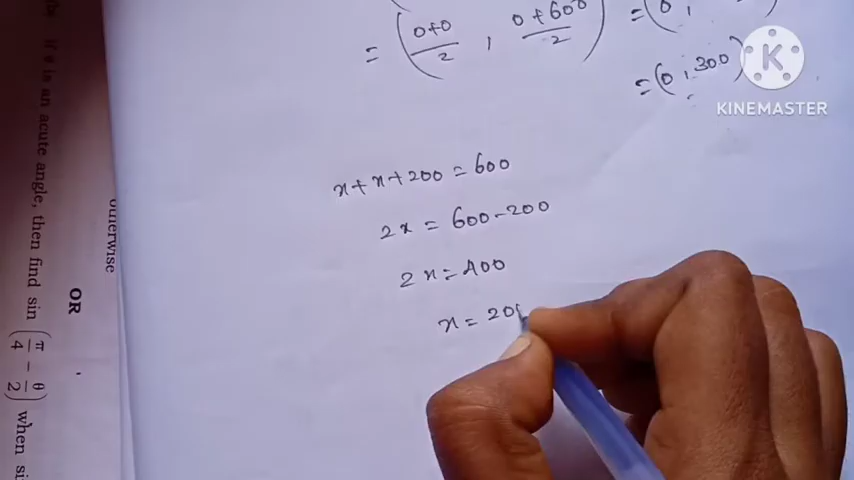 = (0+0/2 , 0+600/2) = (0,
= (0, 300)
KINEMASTER
x+x+200 = 600
2x = 600-200
2x = 400
x = 200
if θ is an acute angle, then find sin (π/4 - θ/2) when si
OR
otherwise